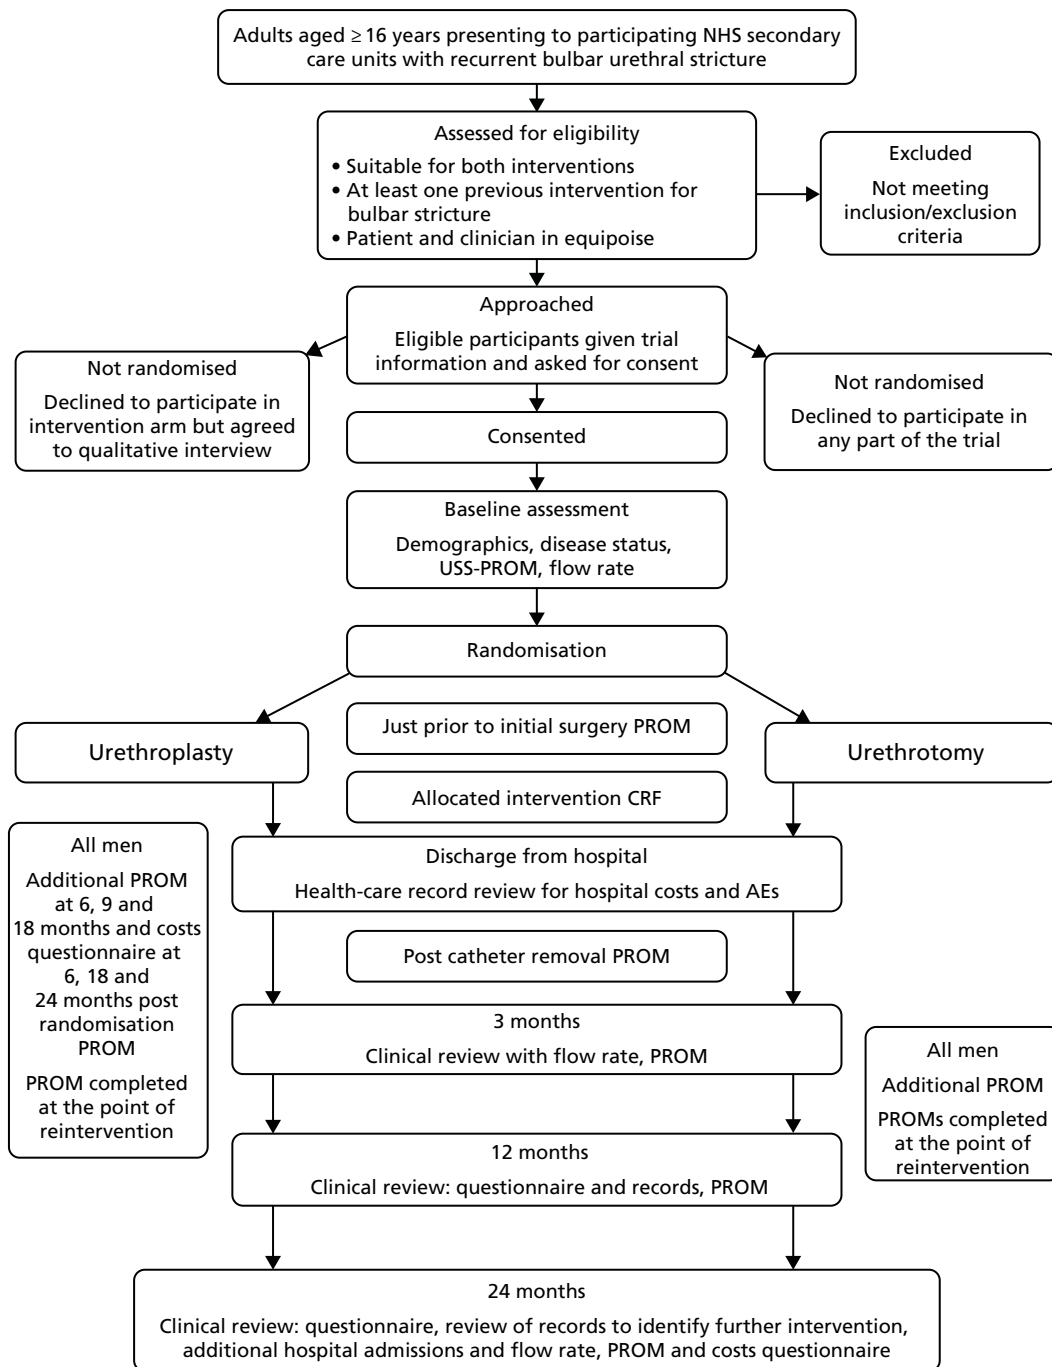 Adults aged ≥ 16 years presenting to participating NHS secondary
care units with recurrent bulbar urethral stricture
Assessed for eligibility
• Suitable for both interventions
• At least one previous intervention for
bulbar stricture
• Patient and clinician in equipoise
Excluded
Not meeting
inclusion/exclusion
criteria
Approached
Eligible participants given trial
information and asked for consent
Not randomised
Declined to participate in
intervention arm but agreed
to qualitative interview
Not randomised
Declined to participate in
any part of the trial
Consented
Baseline assessment
Demographics, disease status,
USS-PROM, flow rate
Randomisation
Urethroplasty
Just prior to initial surgery PROM
Urethrotomy
Allocated intervention CRF
All men
Additional PROM
at 6, 9 and
18 months and costs
questionnaire at
6, 18 and
24 months post
randomisation
PROM
PROM completed
at the point of
reintervention
Discharge from hospital
Health-care record review for hospital costs and AEs
Post catheter removal PROM
3 months
Clinical review with flow rate, PROM
All men
Additional PROM
PROMs completed
at the point of
reintervention
12 months
Clinical review: questionnaire and records, PROM
24 months
Clinical review: questionnaire, review of records to identify further intervention,
additional hospital admissions and flow rate, PROM and costs questionnaire